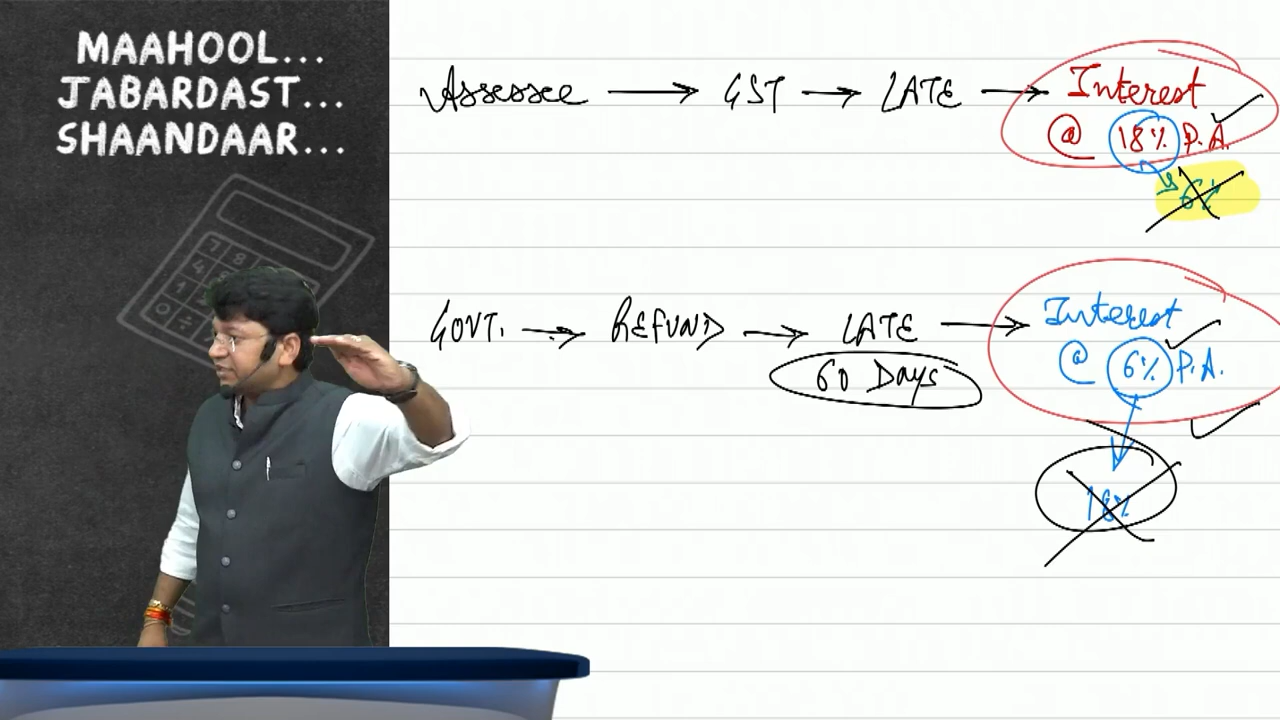 MAAHOOL...
JABARDAST...
SHAANDAAR...
Assessee → GST → LATE → Interest
@ 18% P.A.
6%
GOVT. → REFUND → LATE → Interest
60 Days @ 6% P.A.
18%